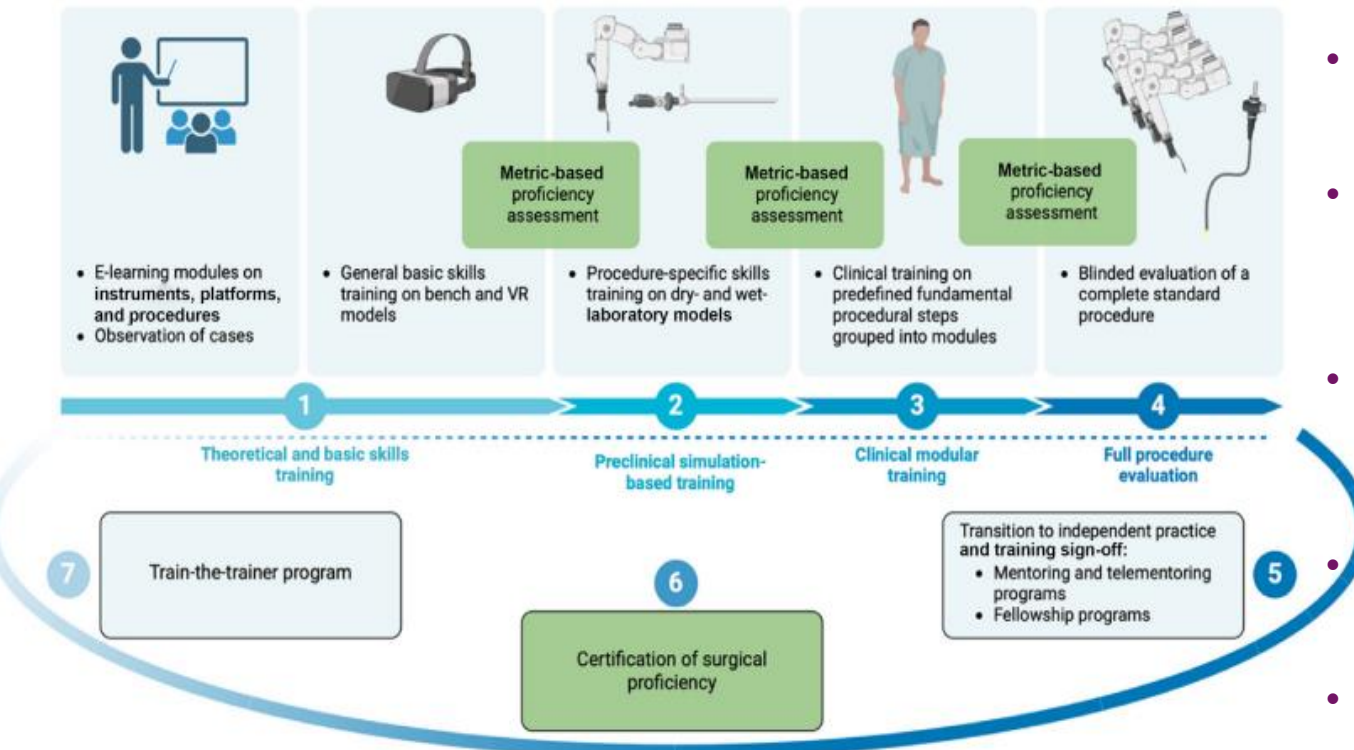 Metric-based
proficiency
assessment
Metric-based
proficiency
assessment
Metric-based
proficiency
assessment
• E-learning modules on
instruments, platforms,
and procedures
• Observation of cases
• General basic skills
training on bench and VR
models
• Procedure-specific skills
training on dry- and wet-
laboratory models
• Clinical training on
predefined fundamental
procedural steps
grouped into modules
• Blinded evaluation of a
complete standard
procedure
1
2
3
4
Theoretical and basic skills
training
Preclinical simulation-
based training
Clinical modular
training
Full procedure
evaluation
Transition to independent practice
and training sign-off:
• Mentoring and telementoring
programs
• Fellowship programs
5
6
Certification of surgical
proficiency
7
Train-the-trainer program